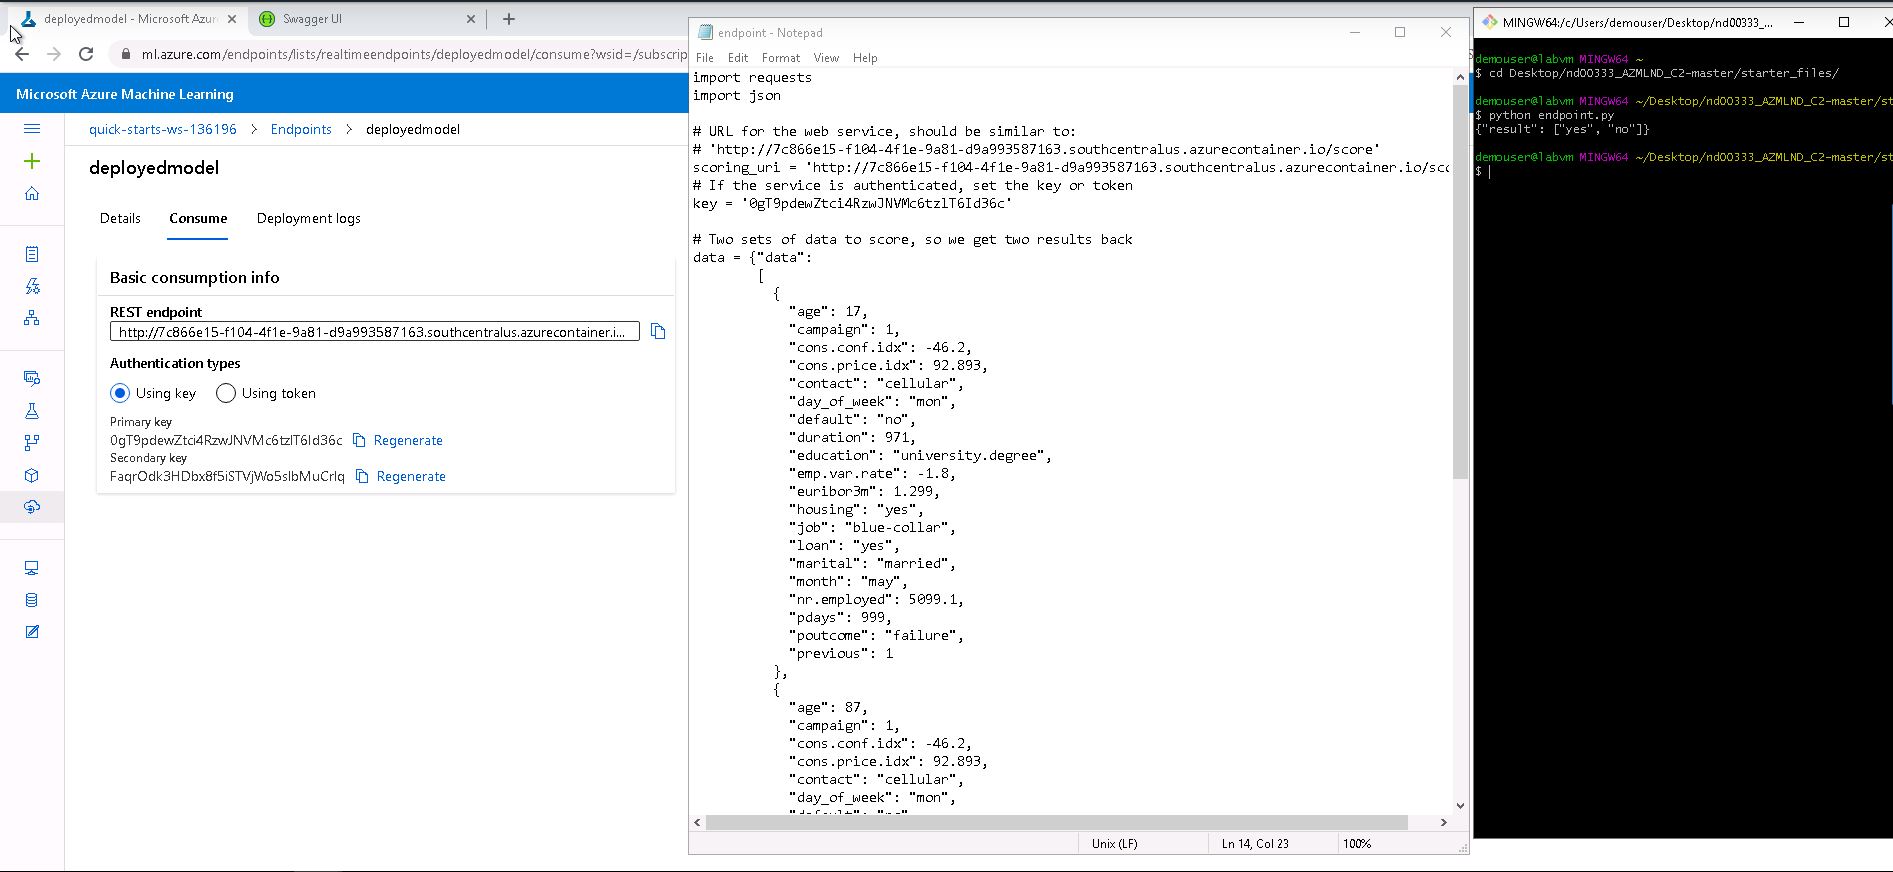 deployedmodel - Microsoft Azur
Swagger UI
ml.azure.com/endpoints/lists/realtimeendpoints/deployedmodel/consume?wsid=/subscrip
Microsoft Azure Machine Learning
quick-starts-ws-136196 > Endpoints > deployedmodel
deployedmodel
Details Consume Deployment logs
Basic consumption info
REST endpoint
http://7c866e15-f104-4f1e-9a81-d9a993587163.southcentralus.azurecontainer.i...
Authentication types
Using key Using token
Primary key
0gT9pdewZtci4RzwJNVMc6tzlT6Id36c Regenerate
Secondary key
FaqrOdk3HDbx8f5iSTVjWo5slbMuCrlq Regenerate
endpoint - Notepad
File Edit Format View Help
import requests
import json
# URL for the web service, should be similar to:
# 'http://7c866e15-f104-4f1e-9a81-d9a993587163.southcentralus.azurecontainer.io/score'
scoring_uri = 'http://7c866e15-f104-4f1e-9a81-d9a993587163.southcentralus.azurecontainer.io/sc
# If the service is authenticated, set the key or token
key = '0gT9pdewZtci4RzwJNVMc6tzlT6Id36c'
# Two sets of data to score, so we get two results back
data = {"data":
[
{
"age": 17,
"campaign": 1,
"cons.conf.idx": -46.2,
"cons.price.idx": 92.893,
"contact": "cellular",
"day_of_week": "mon",
"default": "no",
"duration": 971,
"education": "university.degree",
"emp.var.rate": -1.8,
"euribor3m": 1.299,
"housing": "yes",
"job": "blue-collar",
"loan": "yes",
"marital": "married",
"month": "may",
"nr.employed": 5099.1,
"pdays": 999,
"poutcome": "failure",
"previous": 1
},
{
"age": 87,
"campaign": 1,
"cons.conf.idx": -46.2,
"cons.price.idx": 92.893,
"contact": "cellular",
"day_of_week": "mon",
Unix (LF) Ln 14, Col 23 100%
MINGW64:/c/Users/demouser/Desktop/nd00333_...
demouser@labvm MINGW64 ~
$ cd Desktop/nd00333_AZMLND_C2-master/starter_files/
demouser@labvm MINGW64 ~/Desktop/nd00333_AZMLND_C2-master/st
$ python endpoint.py
{"result": ["yes", "no"]}
demouser@labvm MINGW64 ~/Desktop/nd00333_AZMLND_C2-master/st
$